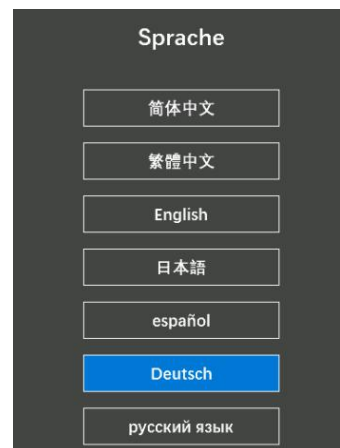 Sprache
简体中文
繁體中文
English
日本語
español
Deutsch
русский язык